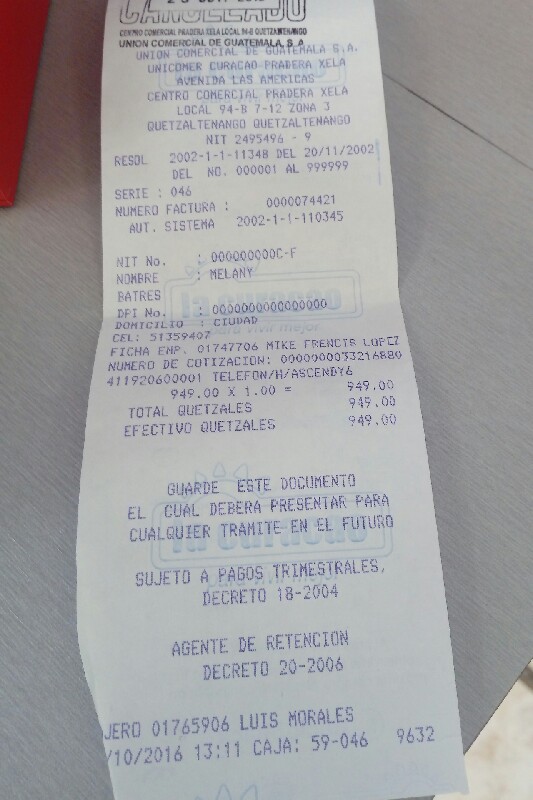 CANCELADO
CENTRO COMERCIAL PRADERA XELA LOCAL 94-B QUETZALTENANGO
UNION COMERCIAL DE GUATEMALA, S.A
UNION COMERCIAL DE GUATEMALA S.A.
UNICOMER CURACAO PRADERA XELA
AVENIDA LAS AMERICAS
CENTRO COMERCIAL PRADERA XELA
LOCAL 94-B 7-12 ZONA 3
QUETZALTENANGO QUETZALTENANGO
NIT 2495496 - 9
RESOL 2002-1-1-11348 DEL 20/11/2002
DEL NO. 000001 AL 999999
SERIE : 046
NUMERO FACTURA : 0000074421
AUT. SISTEMA 2002-1-1-110345
NIT No. : 000000000C-F
NOMBRE : MELANY
BATRES
DPI No. : 0000000000000000
DOMICILIO : CIUDAD
CEL: 51359407
FICHA EMP. 01747706 MIKE FRENCIS LOPEZ
NUMERO DE COTIZACION: 0000000033216880
411920600001 TELEFON/H/ASCENDY6
949.00 X 1.00 = 949.00
TOTAL QUETZALES 949.00
EFECTIVO QUETZALES 949.00
GUARDE ESTE DOCUMENTO
EL CUAL DEBERA PRESENTAR PARA
CUALQUIER TRAMITE EN EL FUTURO
SUJETO A PAGOS TRIMESTRALES,
DECRETO 18-2004
AGENTE DE RETENCION
DECRETO 20-2006
JERO 01765906 LUIS MORALES
/10/2016 13:11 CAJA: 59-046 9632